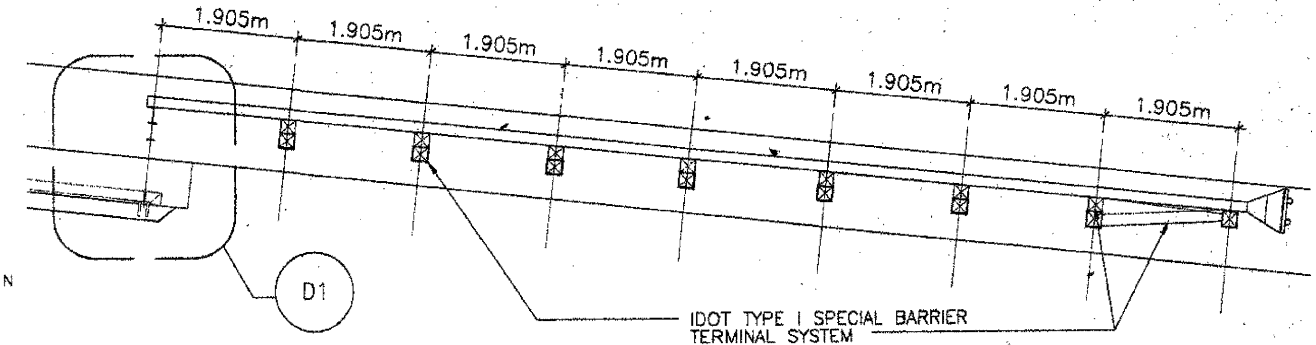 1.905m
1.905m
1.905m
1.905m
1.905m
1.905m
1.905m
1.905m
N
D1
IDOT TYPE I SPECIAL BARRIER
TERMINAL SYSTEM